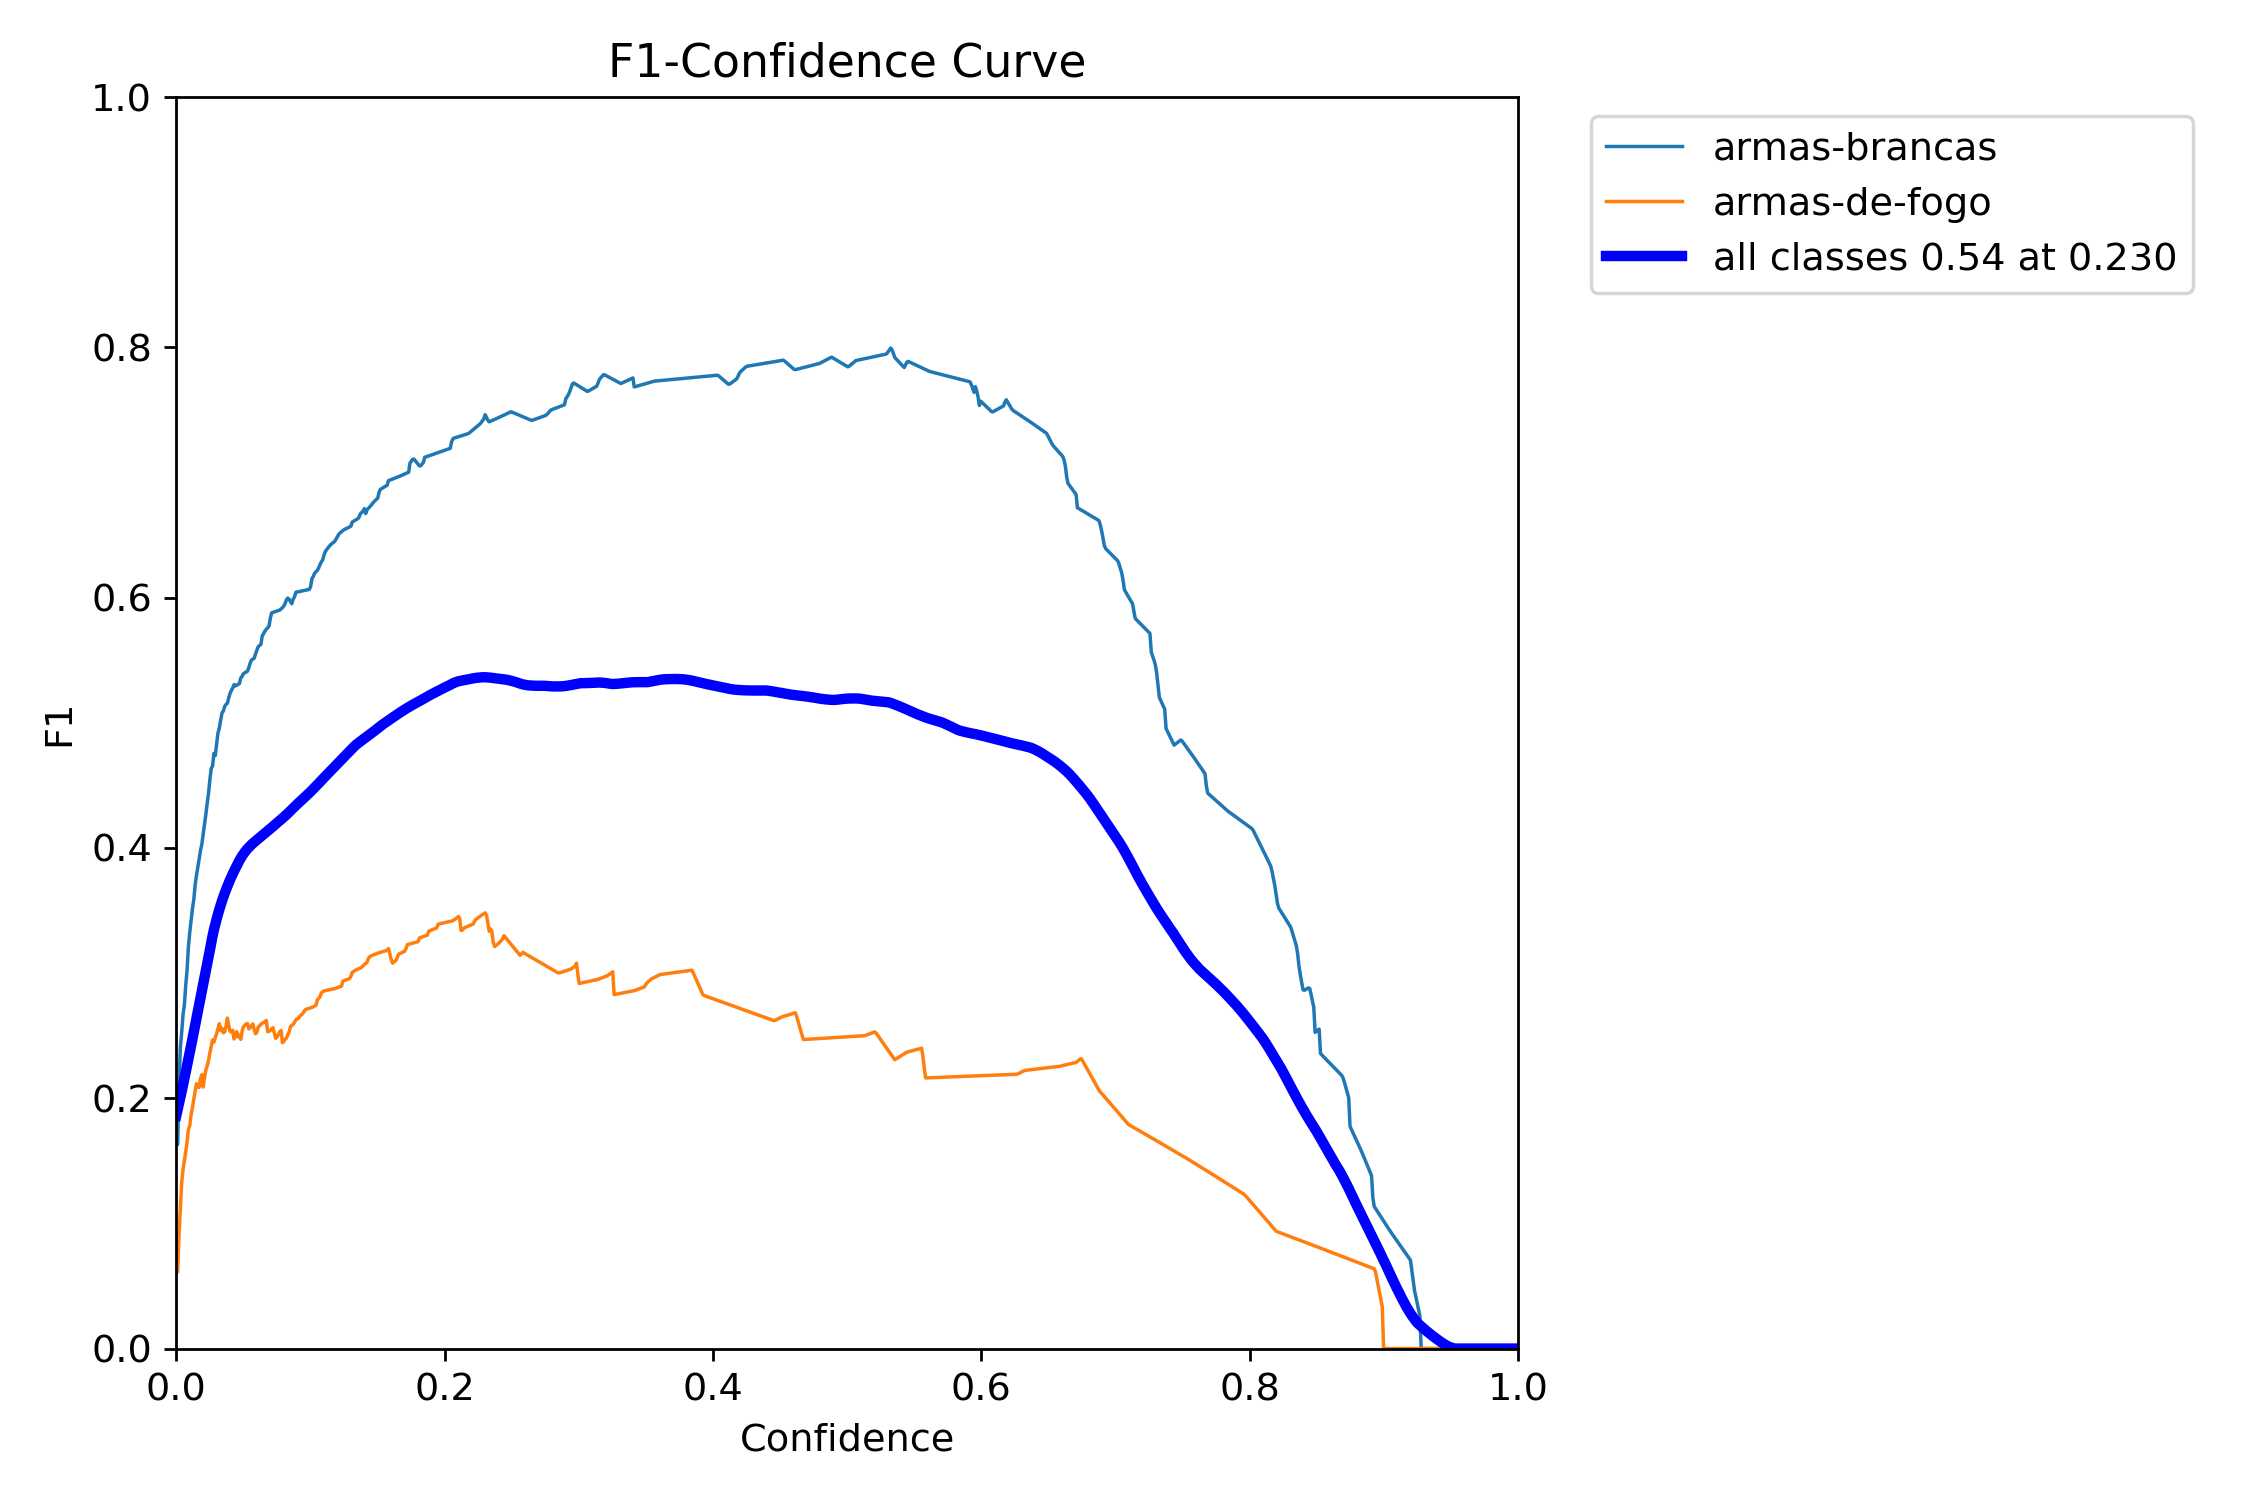 F1-Confidence Curve
armas-brancas
armas-de-fogo
all classes 0.54 at 0.230
1.0
0.8
0.6
0.4
0.2
0.0
F1
0.0 0.2 0.4 0.6 0.8 1.0
Confidence